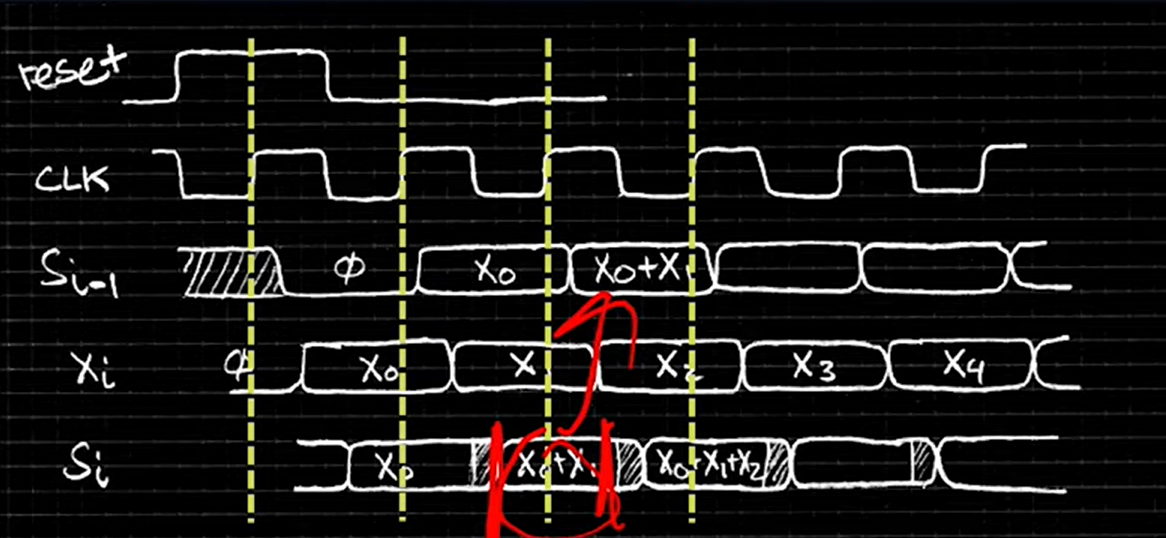 reset
CLK
Si-1 ϕ X0 X0+X1
Xi ϕ X0 X1 X2 X3 X4
Si X0 X0+X1 X0+X1+X2